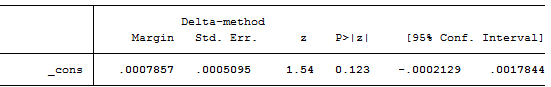 Delta-method
Margin Std. Err. z P>|z| [95% Conf. Interval]
_cons .0007857 .0005095 1.54 0.123 -.0002129 .0017844